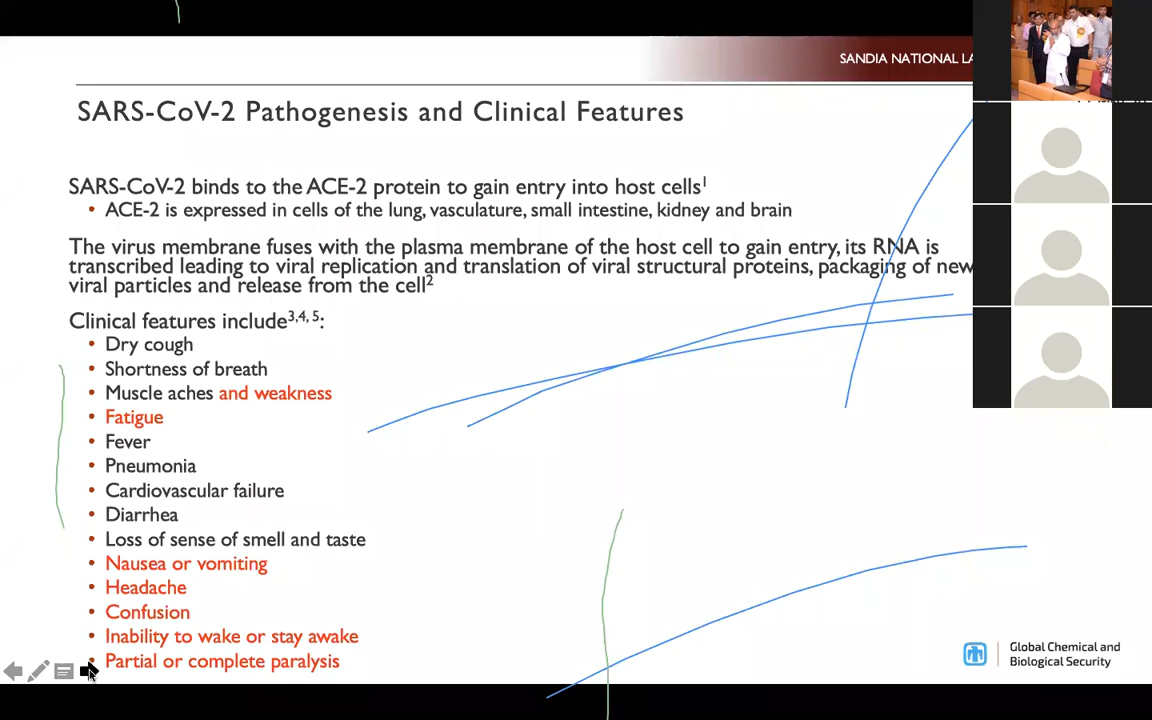 SANDIA NATIONAL LA
SARS-CoV-2 Pathogenesis and Clinical Features
SARS-CoV-2 binds to the ACE-2 protein to gain entry into host cells¹
• ACE-2 is expressed in cells of the lung, vasculature, small intestine, kidney and brain
The virus membrane fuses with the plasma membrane of the host cell to gain entry, its RNA is
transcribed leading to viral replication and translation of viral structural proteins, packaging of new
viral particles and release from the cell²
Clinical features include³,⁴, ⁵:
• Dry cough
• Shortness of breath
• Muscle aches and weakness
• Fatigue
• Fever
• Pneumonia
• Cardiovascular failure
• Diarrhea
• Loss of sense of smell and taste
• Nausea or vomiting
• Headache
• Confusion
• Inability to wake or stay awake
• Partial or complete paralysis
Global Chemical and
Biological Security